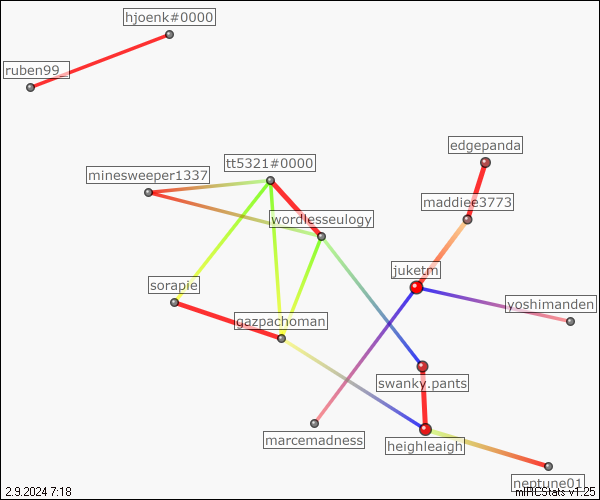 hjoenk#0000
ruben99_
edgepanda
tt5321#0000
minesweeper1337
maddiee3773
wordlesseulogy
juketm
sorapie
yoshimanden
gazpachoman
swanky.pants
marcemadness
heighleaigh
neptune01
2.9.2024 7:18
mIRCStats v1.25